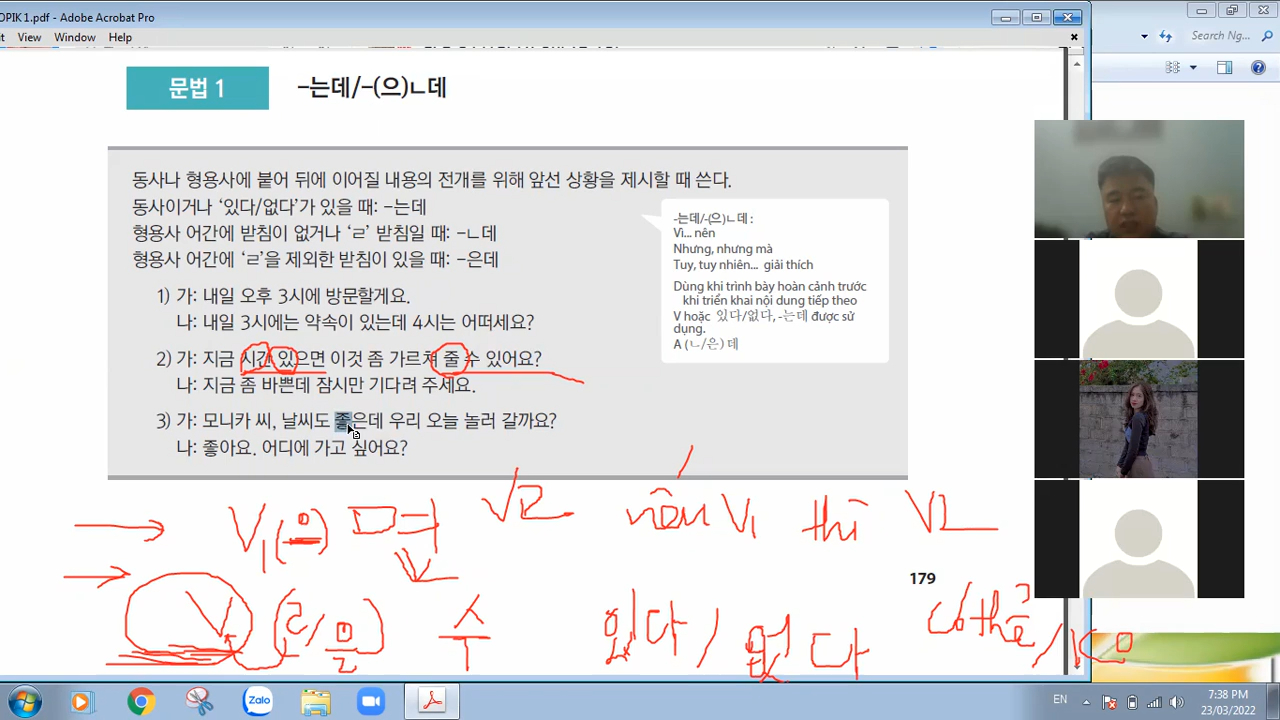 OPIK1.pdf - Adobe Acrobat Pro
it View Window Help
Search Ng...
문법 1
-는데/-(으)ㄴ데
동사나 형용사에 붙어 뒤에 이어질 내용의 전개를 위해 앞선 상황을 제시할 때 쓴다.
동사이거나 ‘있다/없다’가 있을 때: -는데
형용사 어간에 받침이 없거나 ‘ㄹ’ 받침일 때: -ㄴ데
형용사 어간에 ‘ㄹ’을 제외한 받침이 있을 때: -은데
1) 가: 내일 오후 3시에 방문할게요.
나: 내일 3시에는 약속이 있는데 4시는 어떠세요?
2) 가: 지금 시간 있으면 이것 좀 가르쳐 줄 수 있어요?
나: 지금 좀 바쁜데 잠시만 기다려 주세요.
3) 가: 모니카 씨, 날씨도 좋은데 우리 오늘 놀러 갈까요?
나: 좋아요. 어디에 가고 싶어요?
-는데/-(으)ㄴ데 :
Vì... nên
Nhưng, nhưng mà
Tuy, tuy nhiên... giải thích
Dùng khi trình bày hoàn cảnh trước
khi triển khai nội dung tiếp theo
V hoặc 있다/없다, -는데 được sử
dụng.
A (ㄴ/은) 데
V1 (으) 면 V2 nếu V1 thì V2
179
V (ㄹ/을) 수 있다/없다 có thể/ko
Zalo
EN
7:38 PM
23/03/2022